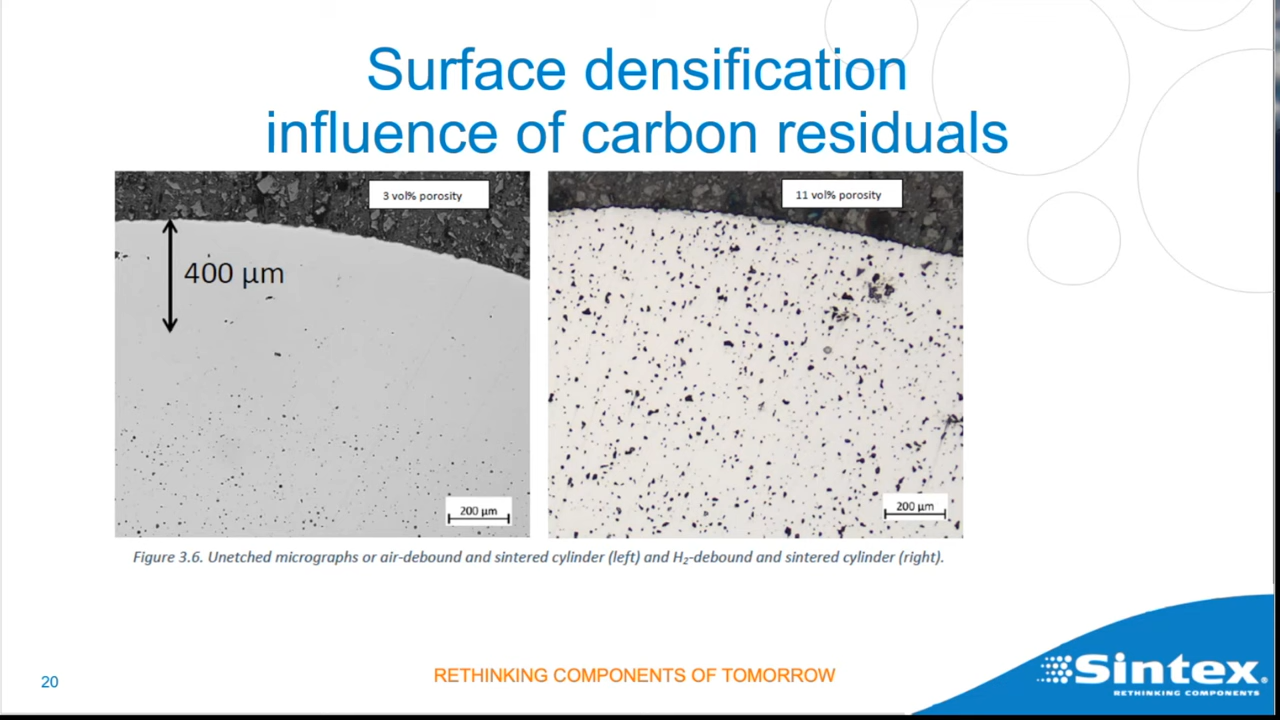 Surface densification
influence of carbon residuals
3 vol% porosity
11 vol% porosity
400 µm
200 µm
200 µm
Figure 3.6. Unetched micrographs or air-debound and sintered cylinder (left) and H₂-debound and sintered cylinder (right).
20
RETHINKING COMPONENTS OF TOMORROW
Sintex®
RETHINKING COMPONENTS